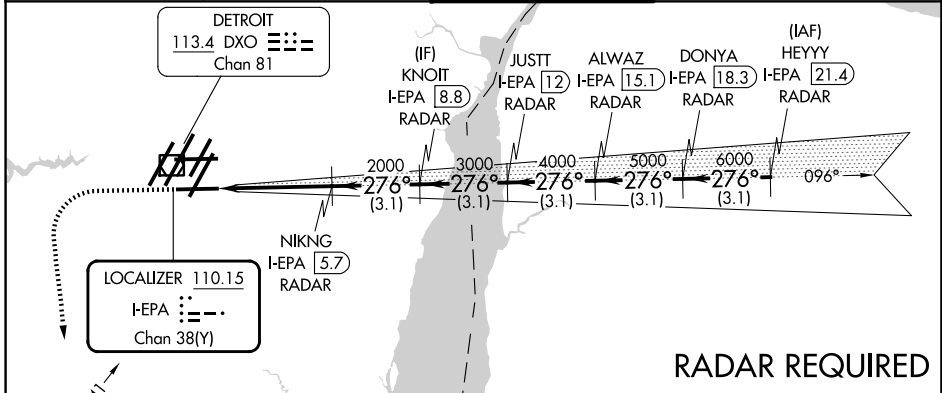 DETROIT
113.4 DXO
Chan 81
(IF)
KNOIT
I-EPA 8.8
RADAR
JUSTT
I-EPA 12
RADAR
ALWAZ
I-EPA 15.1
RADAR
DONYA
I-EPA 18.3
RADAR
(IAF)
HEYYY
I-EPA 21.4
RADAR
2000
3000
4000
5000
6000
276°
276°
276°
276°
276°
096°
(3.1)
(3.1)
(3.1)
(3.1)
(3.1)
NIKNG
I-EPA 5.7
RADAR
LOCALIZER 110.15
I-EPA
Chan 38(Y)
RADAR REQUIRED